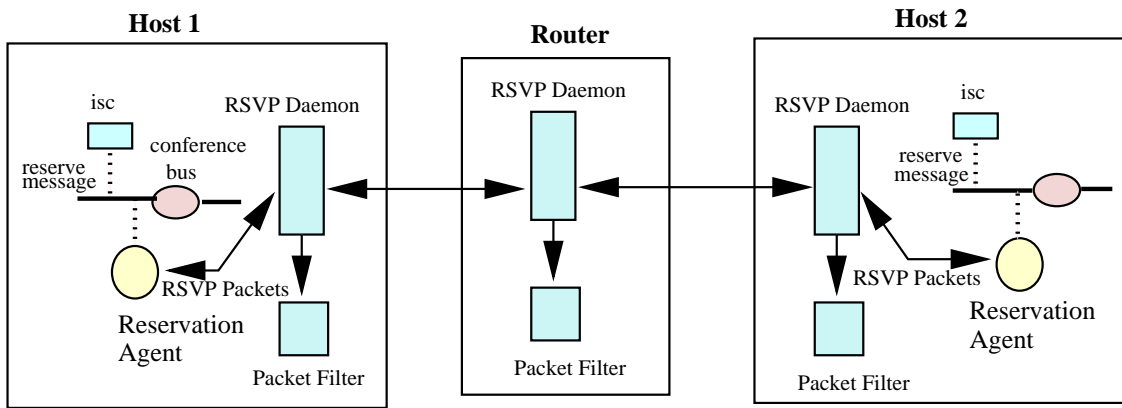 Host 1
Router
Host 2
isc
RSVP Daemon
conference
bus
reserve
message
RSVP Packets
Reservation
Agent
Packet Filter
RSVP Daemon
Packet Filter
RSVP Daemon
isc
reserve
message
RSVP Packets
Reservation
Agent
Packet Filter